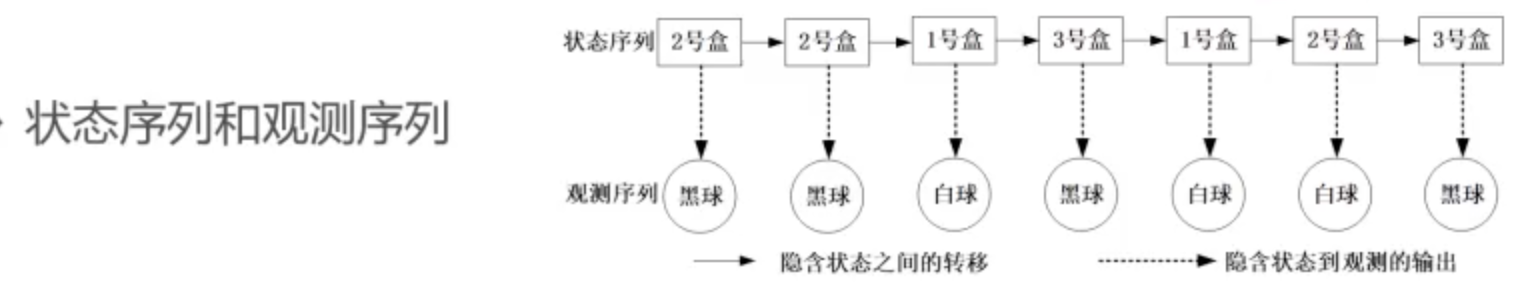 状态序列和观测序列
状态序列 2号盒 2号盒 1号盒 3号盒 1号盒 2号盒 3号盒
观测序列 黑球 黑球 白球 黑球 白球 白球 黑球
隐含状态之间的转移 隐含状态到观测的输出